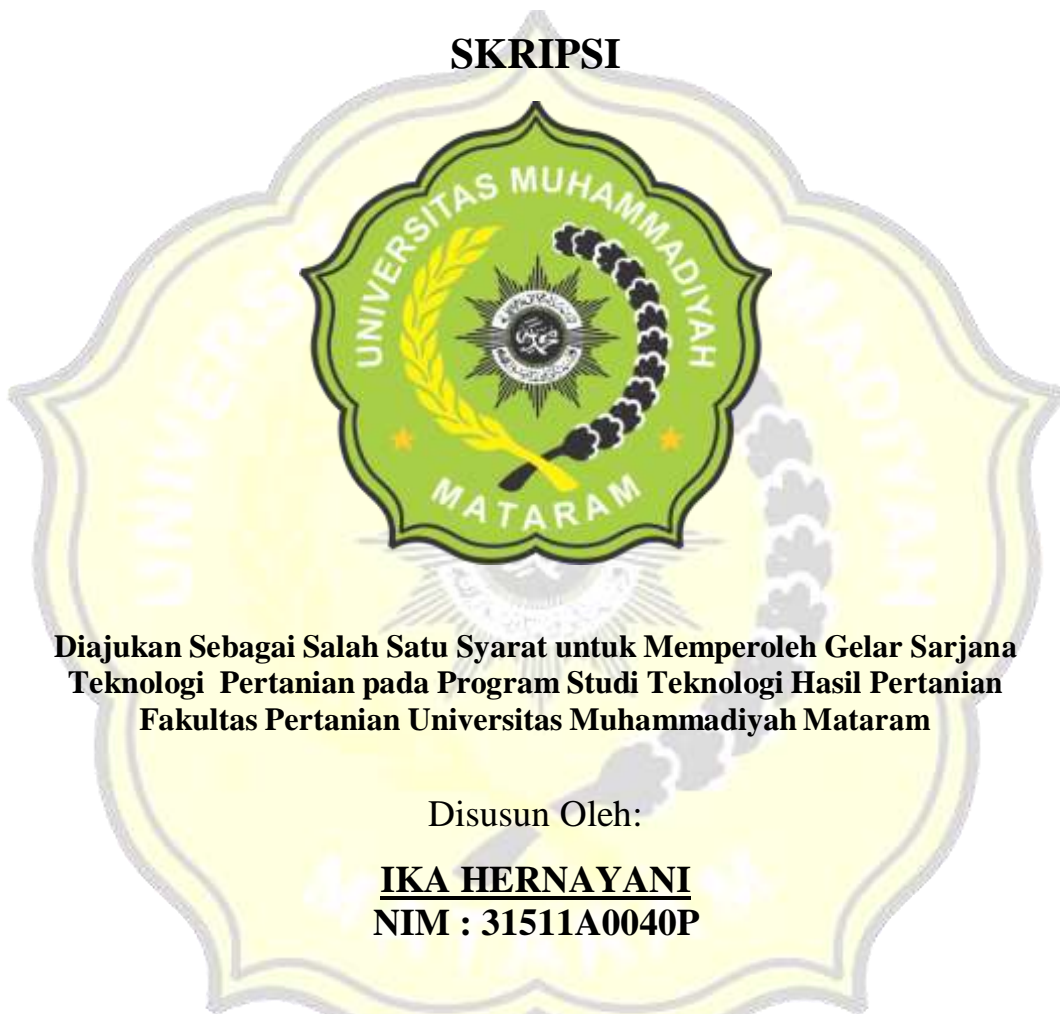 SKRIPSI
UNIVERSITAS MUHAMMADIYAH
MATARAM
Diajukan Sebagai Salah Satu Syarat untuk Memperoleh Gelar Sarjana
Teknologi Pertanian pada Program Studi Teknologi Hasil Pertanian
Fakultas Pertanian Universitas Muhammadiyah Mataram
Disusun Oleh:
IKA HERNAYANI
NIM : 31511A0040P